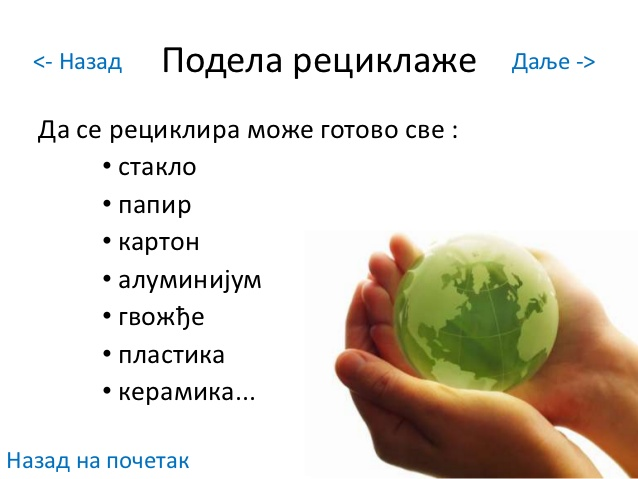 <- Назад
Подела рециклаже
Даље ->
Да се рециклира може готово све :
• стакло
• папир
• картон
• алуминијум
• гвожђе
• пластика
• керамика...
Назад на почетак